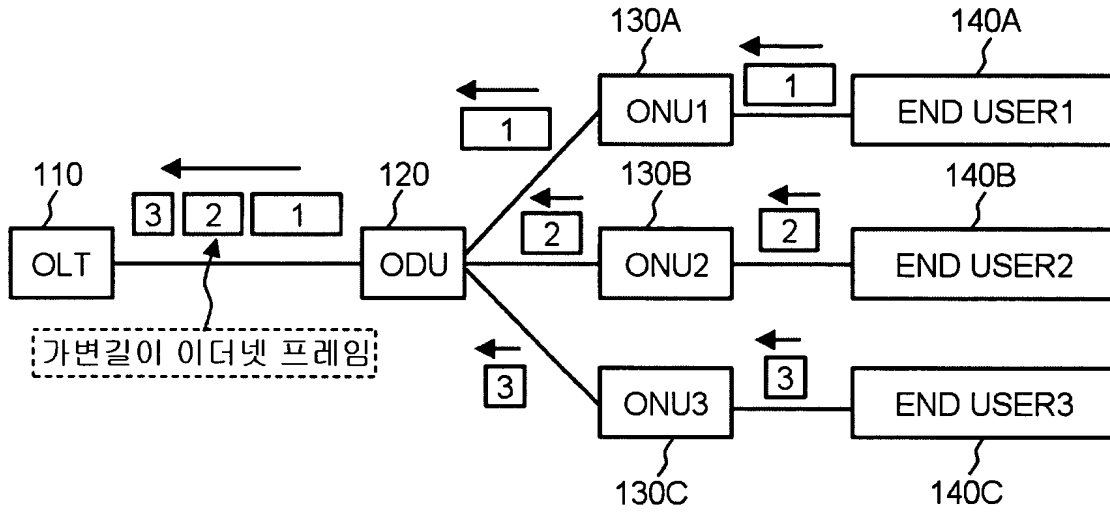 130A
140A
1
1
ONU1
END USER1
110
120
130B
140B
3 2 1
2
2
OLT
ODU
ONU2
END USER2
가변길이 이더넷 프레임
3
3
ONU3
END USER3
130C
140C